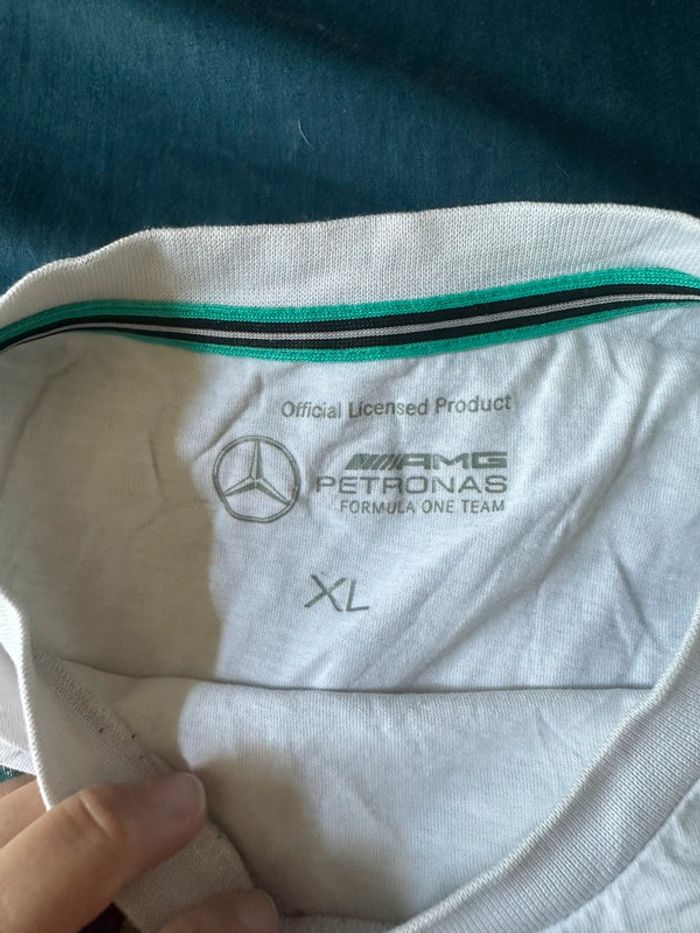 Official Licensed Product
AMG
PETRONAS
FORMULA ONE TEAM
XL